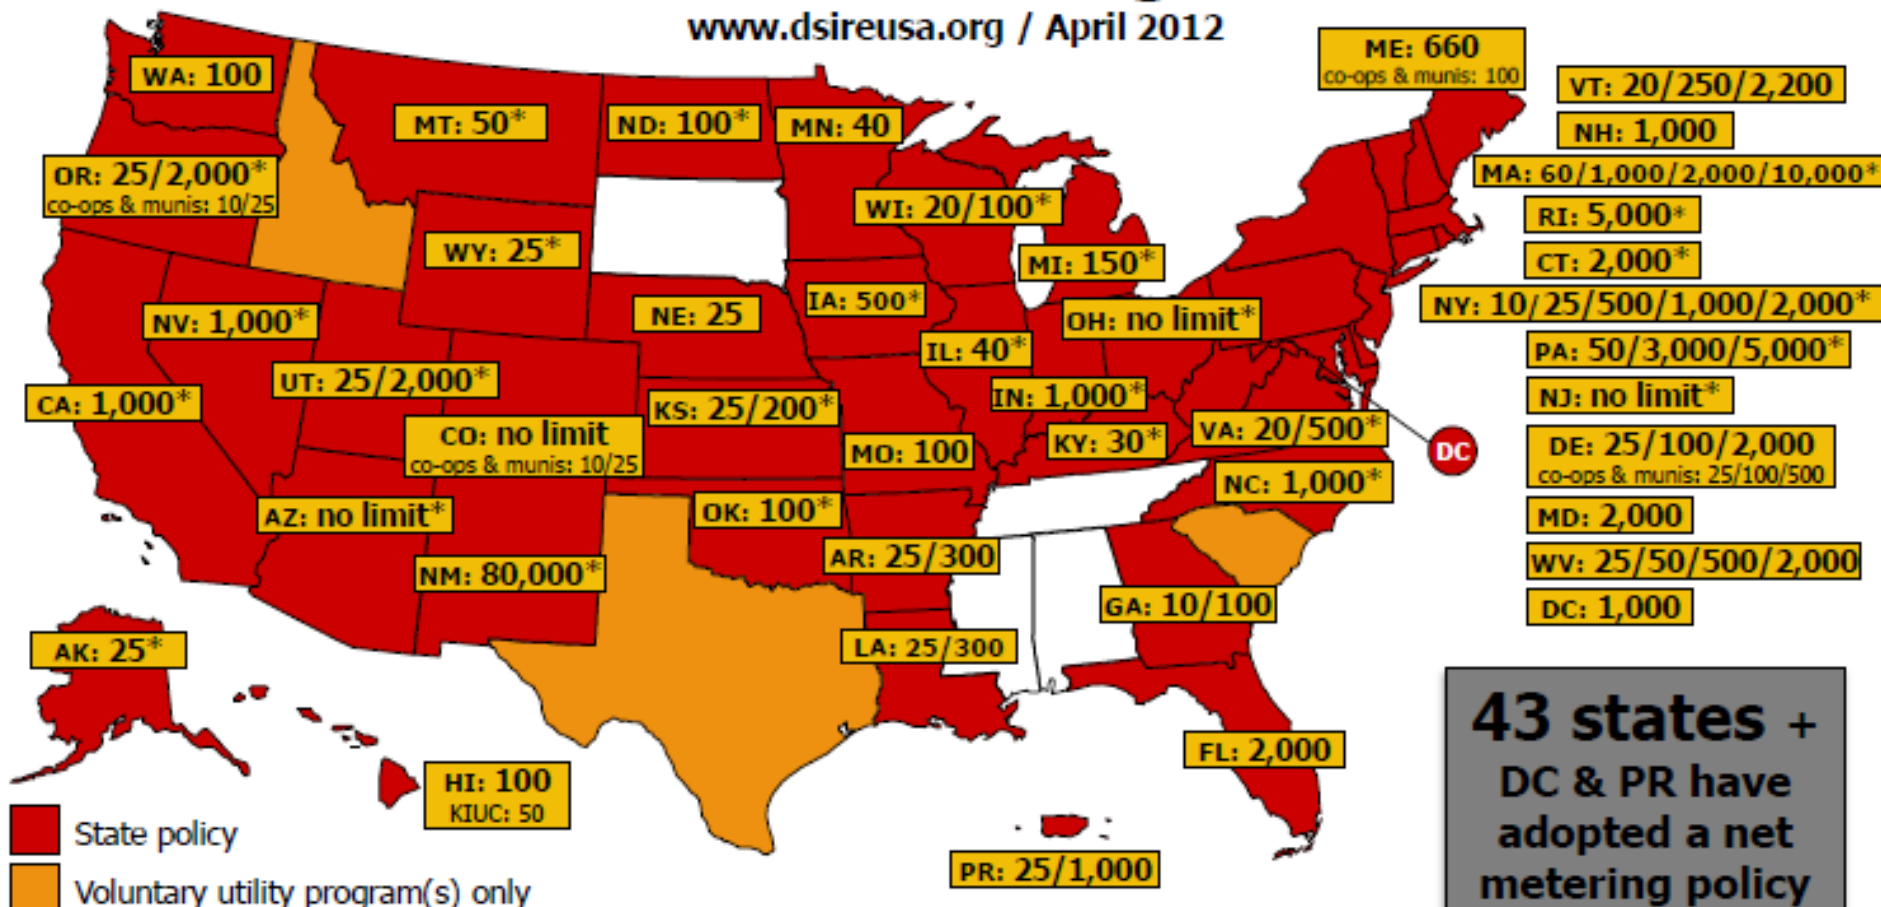 www.dsireusa.org / April 2012
ME: 660
co-ops & munis: 100
WA: 100
VT: 20/250/2,200
MT: 50*
ND: 100*
MN: 40
NH: 1,000
OR: 25/2,000*
co-ops & munis: 10/25
MA: 60/1,000/2,000/10,000*
WI: 20/100*
RI: 5,000*
WY: 25*
MI: 150*
CT: 2,000*
NV: 1,000*
NE: 25
IA: 500*
OH: no limit*
NY: 10/25/500/1,000/2,000*
IL: 40*
PA: 50/3,000/5,000*
UT: 25/2,000*
CA: 1,000*
KS: 25/200*
IN: 1,000*
NJ: no limit*
CO: no limit
co-ops & munis: 10/25
MO: 100
KY: 30*
VA: 20/500*
DC
DE: 25/100/2,000
co-ops & munis: 25/100/500
NC: 1,000*
AZ: no limit*
OK: 100*
MD: 2,000
NM: 80,000*
AR: 25/300
WV: 25/50/500/2,000
GA: 10/100
DC: 1,000
AK: 25*
LA: 25/300
FL: 2,000
HI: 100
KIUC: 50
PR: 25/1,000
43 states +
DC & PR have
adopted a net
metering policy
State policy
Voluntary utility program(s) only